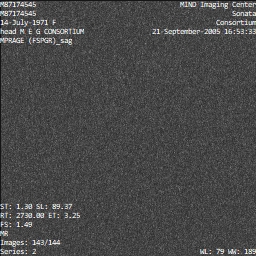 M87174545
MIND Imaging Center
M87174545
Sonata
14-July-1971 F
Consortium
head M E G CONSORTIUM
21-September-2005 16:53:33
MPRAGE (FSPGR)_sag
ST: 1.30 SL: 89.37
RT: 2730.00 ET: 3.25
FS: 1.49
MR
Images: 143/144
Series: 2
WL: 79 WW: 189